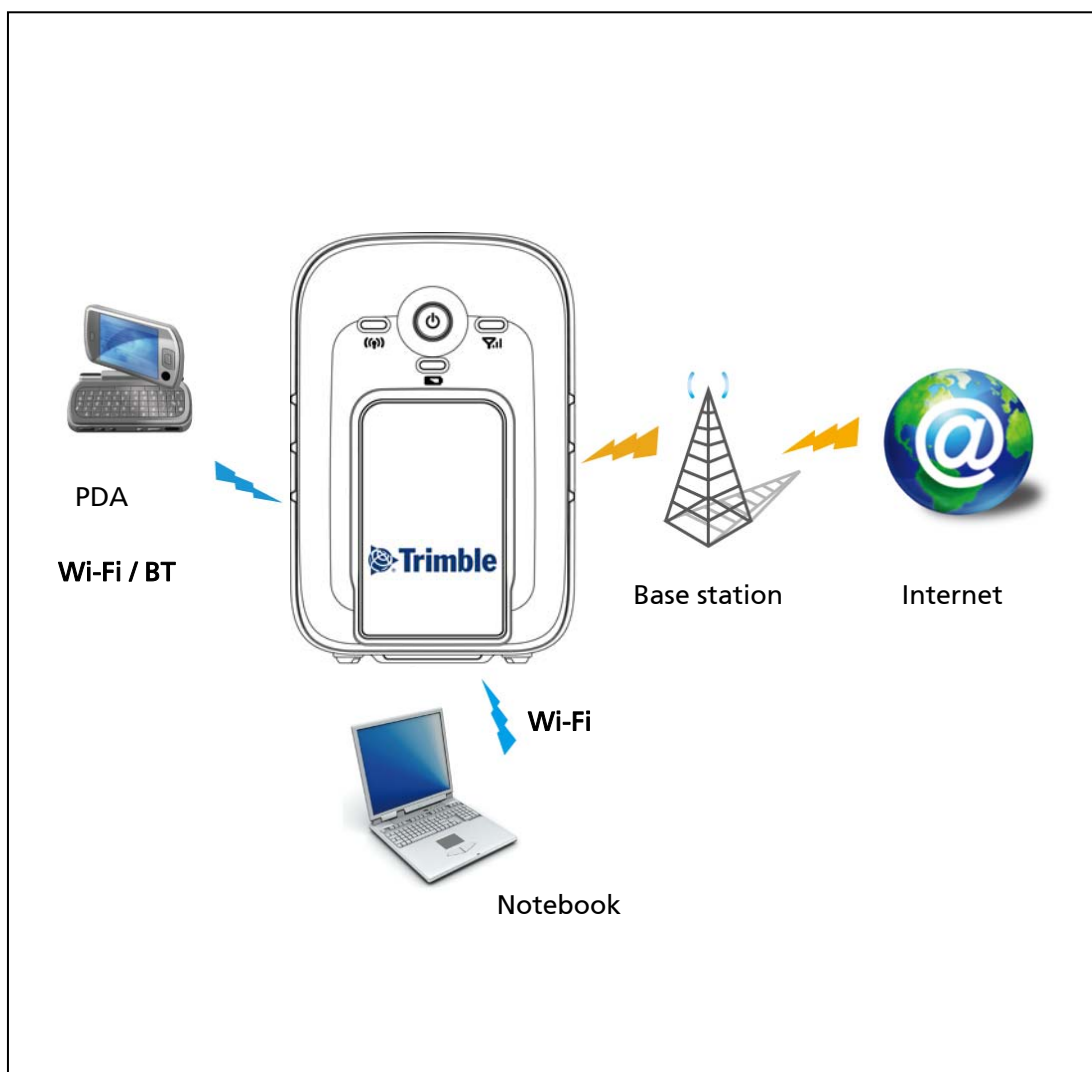 PDA
Wi-Fi / BT
Trimble
Base station
Internet
@
Wi-Fi
Notebook